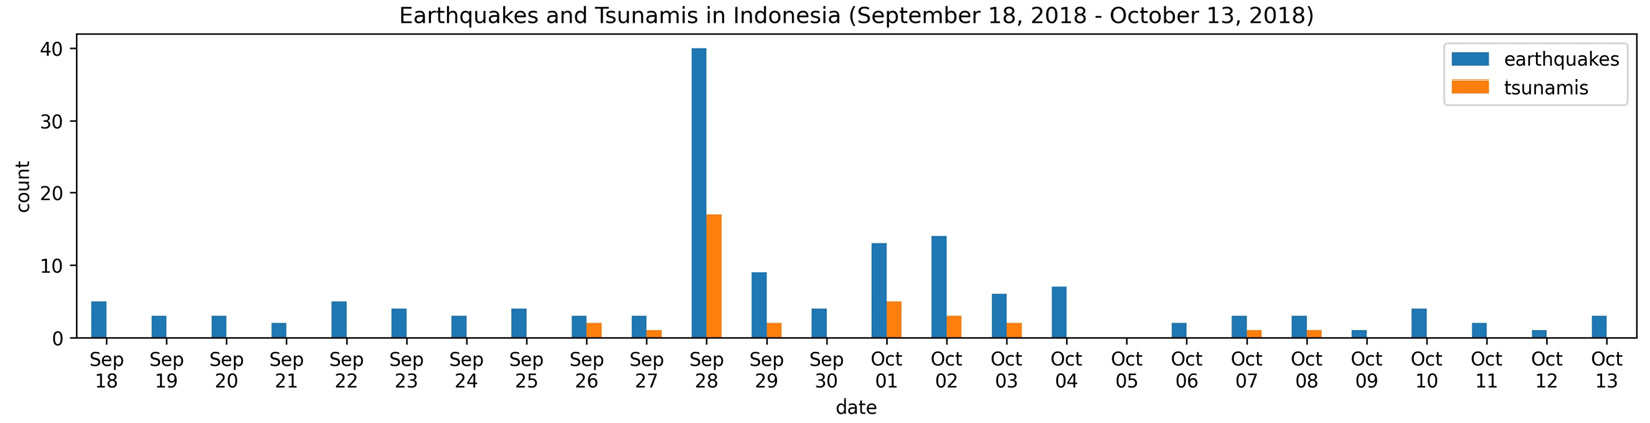 Earthquakes and Tsunamis in Indonesia (September 18, 2018 - October 13, 2018)
40
30
20
10
0
count
earthquakes
tsunamis
Sep Sep Sep Sep Sep Sep Sep Sep Sep Sep Sep Sep Sep Oct Oct Oct Oct Oct Oct Oct Oct Oct Oct Oct Oct Oct
18 19 20 21 22 23 24 25 26 27 28 29 30 01 02 03 04 05 06 07 08 09 10 11 12 13
date